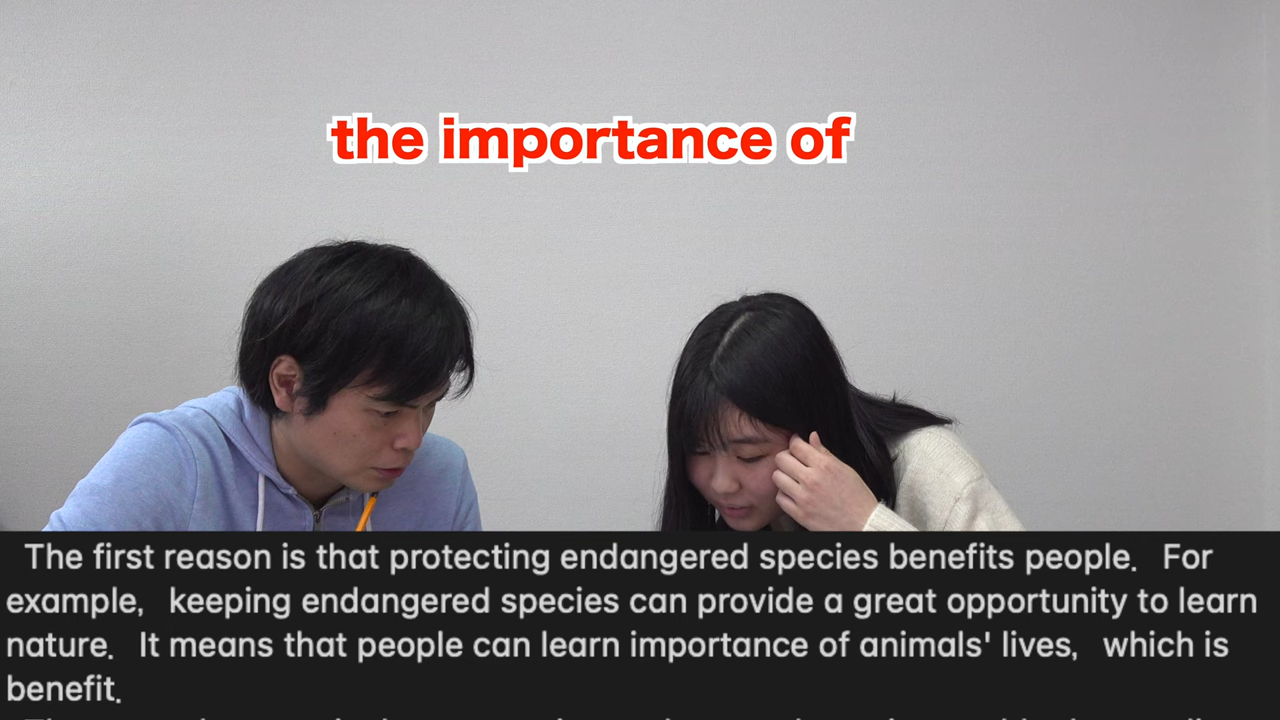 the importance of
The first reason is that protecting endangered species benefits people. For
example, keeping endangered species can provide a great opportunity to learn
nature. It means that people can learn importance of animals' lives, which is
benefit.